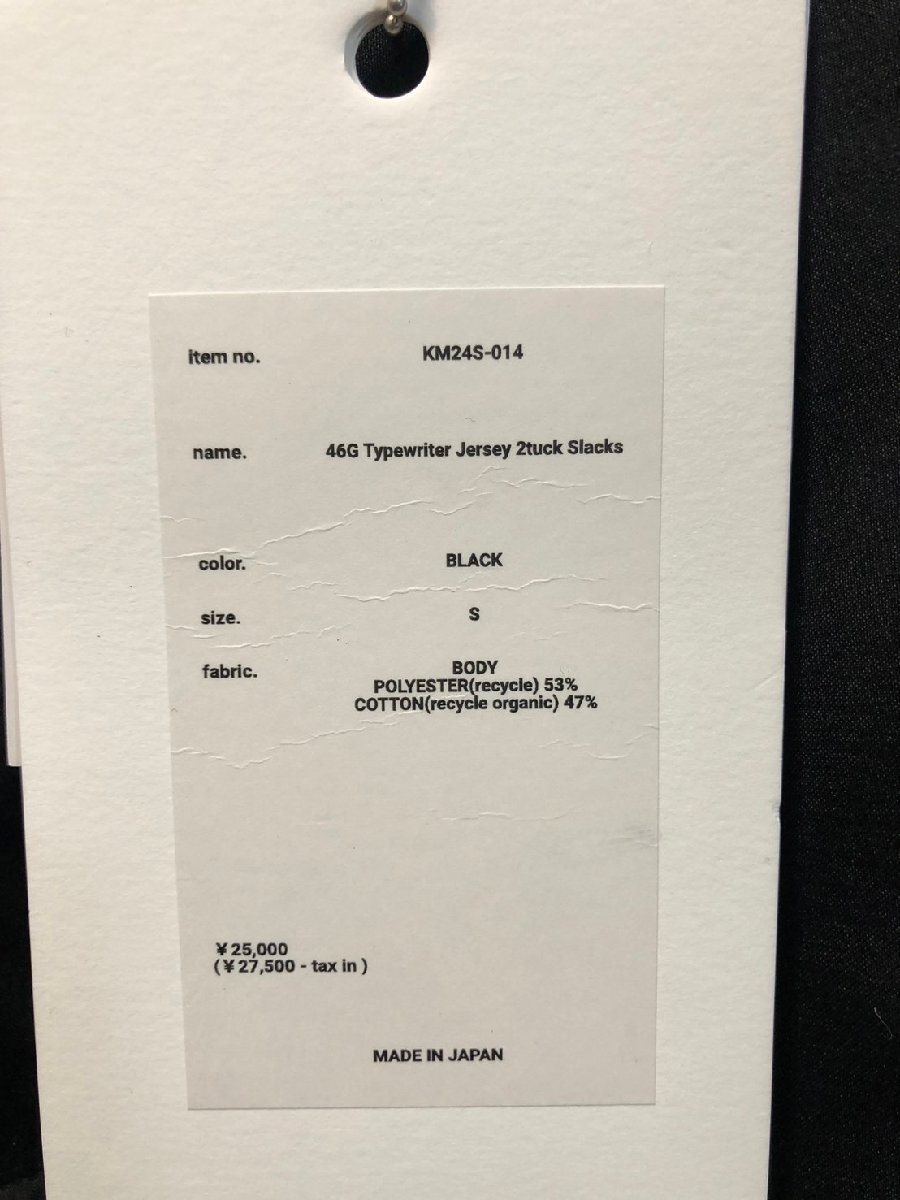 item no. KM24S-014
name. 46G Typewriter Jersey 2tuck Slacks
color. BLACK
size. S
fabric. BODY
POLYESTER(recycle) 53%
COTTON(recycle organic) 47%
¥25,000
(¥27,500 - tax in)
MADE IN JAPAN